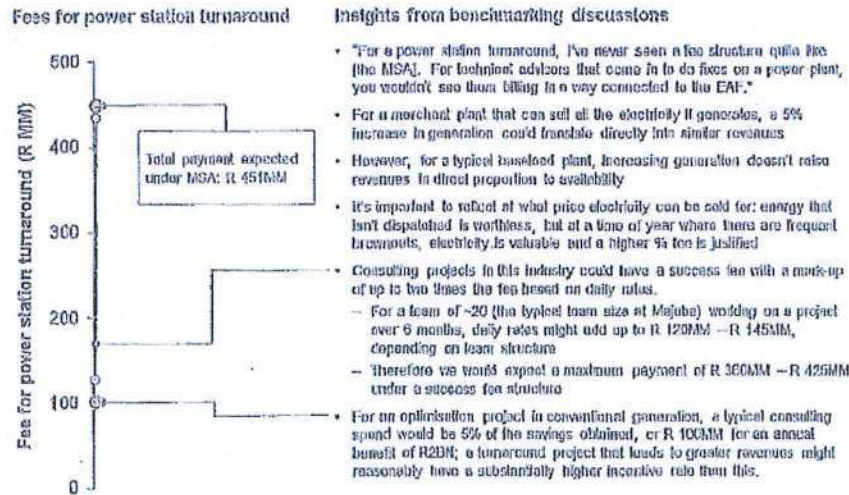 Fees for power station turnaround
Fee for power station turnaround (R MM)
500
400
300
200
100
0
Total payment expected
under MSA: R 451MM
Insights from benchmarking discussions
• "For a power station turnaround, I've never seen a fee structure quite like
[the MSA]. For technical advisors that come in to do fixes on a power plant,
you wouldn't see them billing in a way connected to the EAF."
• For a merchant plant that can sell all the electricity it generates, a 5%
increase in generation could translate directly into similar revenues
• However, for a typical baseload plant, increasing generation doesn't raise
revenues in direct proportion to availability
• It's important to reflect at what price electricity can be sold for: energy that
isn't dispatched is worthless, but at a time of year where there are frequent
brownouts, electricity is valuable and a higher % fee is justified
• Consulting projects in this industry could have a success fee with a mark-up
of up to two times the fee based on daily rates.
– For a team of ~20 (the typical team size at Majuba) working on a project
over 6 months, daily rates might add up to R 120MM – R 145MM,
depending on team structure
– Therefore we would expect a maximum payment of R 360MM – R 425MM
under a success fee structure
• For an optimisation project in conventional generation, a typical consulting
spend would be 5% of the savings obtained, or R 100MM for an annual
benefit of R2BN; a turnaround project that leads to greater revenues might
reasonably have a substantially higher incentive rate than this.